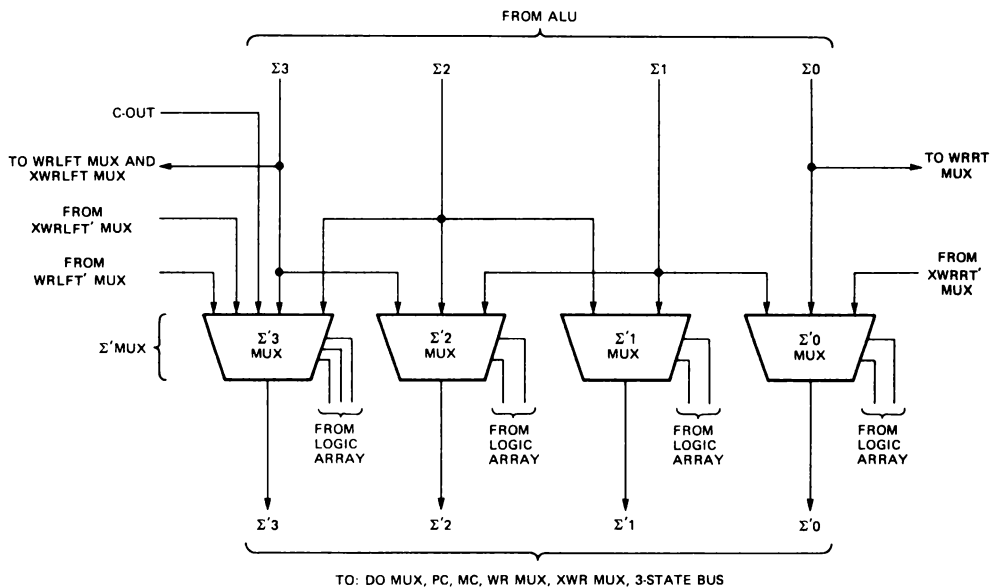 FROM ALU
Σ3
Σ2
Σ1
Σ0
C-OUT
TO WRLFT MUX AND
XWRLFT MUX
TO WRRT
MUX
FROM
XWRLFT' MUX
FROM
WRLFT' MUX
FROM
XWRRT'
MUX
Σ'MUX
Σ'3
MUX
Σ'2
MUX
Σ'1
MUX
Σ'0
MUX
FROM
LOGIC
ARRAY
FROM
LOGIC
ARRAY
FROM
LOGIC
ARRAY
FROM
LOGIC
ARRAY
Σ'3
Σ'2
Σ'1
Σ'0
TO: DO MUX, PC, MC, WR MUX, XWR MUX, 3-STATE BUS